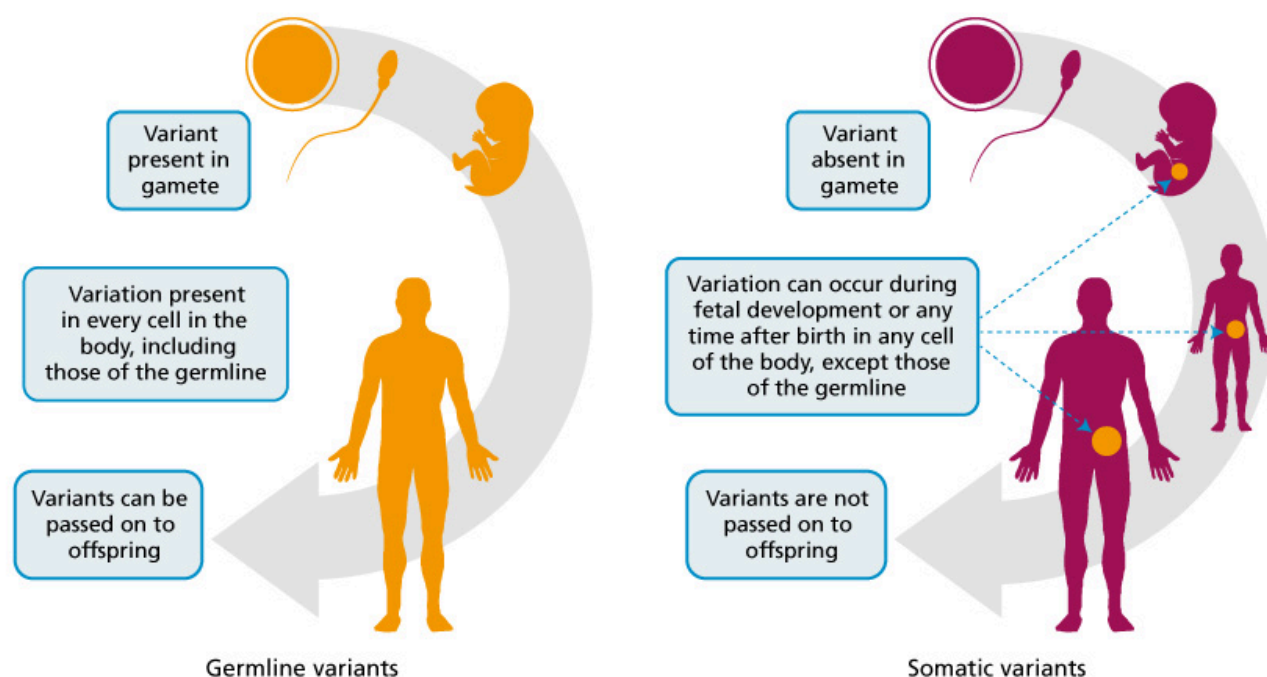 Variant
present in
gamete
Variation present
in every cell in the
body, including
those of the germline
Variants can be
passed on to
offspring
Germline variants
Variant
absent in
gamete
Variation can occur during
fetal development or any
time after birth in any cell
of the body, except those
of the germline
Variants are not
passed on to
offspring
Somatic variants